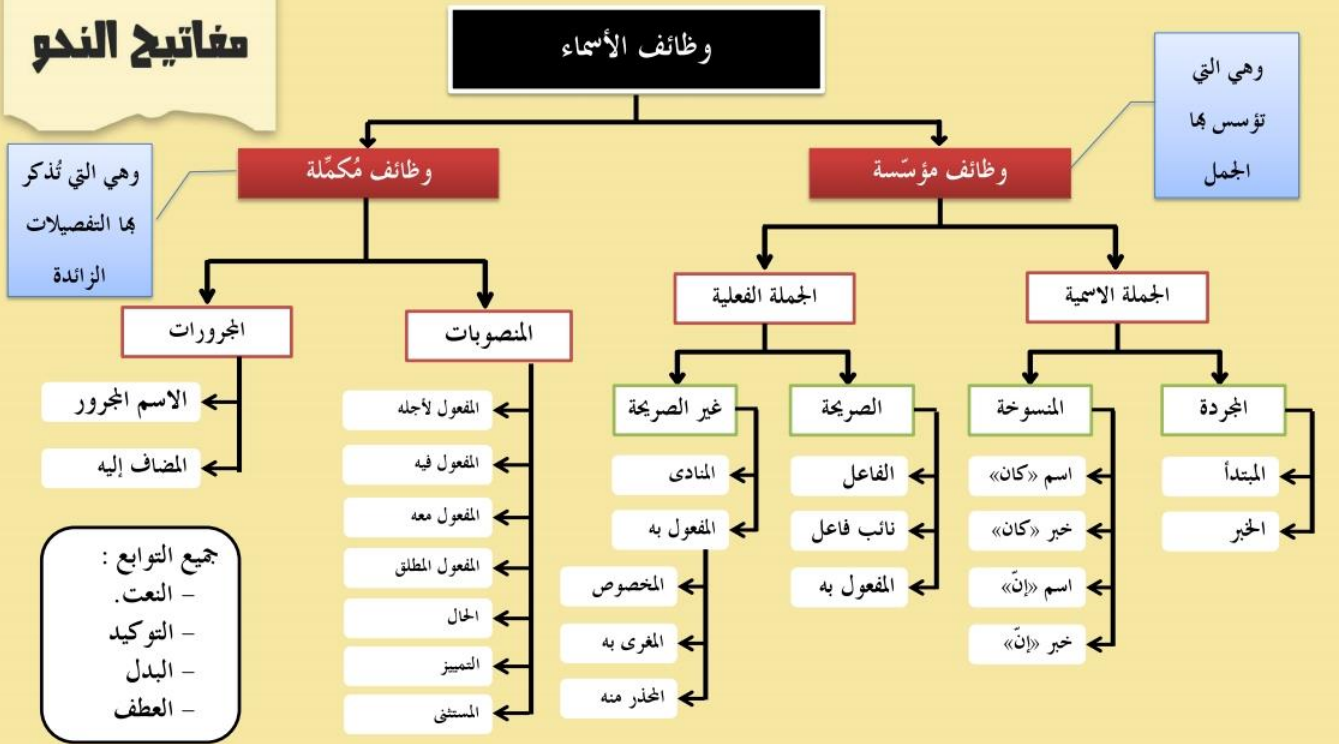 مفاتيح النحو
وظائف الأسماء
وهي التي
تؤسس بها
الجمل
وظائف مؤسّسة
وظائف مُكمِّلة
وهي التي تُذكر
بها التفصيلات
الزائدة
الجملة الاسمية
الجملة الفعلية
المنصوبات
المجرورات
المجردة
المبتدأ
الخبر
المنسوخة
اسم «كان»
خبر «كان»
اسم «إنّ»
خبر «إنّ»
الصريحة
الفاعل
نائب فاعل
المفعول به
غير الصريحة
المنادى
المفعول به
المخصوص
المغرى به
المحذر منه
المفعول لأجله
المفعول فيه
المفعول معه
المفعول المطلق
الحال
التمييز
المستثنى
الاسم المجرور
المضاف إليه
جميع التوابع :
– النعت.
– التوكيد
– البدل
– العطف